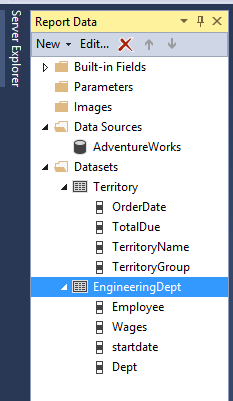 Server Explorer
Report Data
New Edit...
Built-in Fields
Parameters
Images
Data Sources
AdventureWorks
Datasets
Territory
OrderDate
TotalDue
TerritoryName
TerritoryGroup
EngineeringDept
Employee
Wages
startdate
Dept